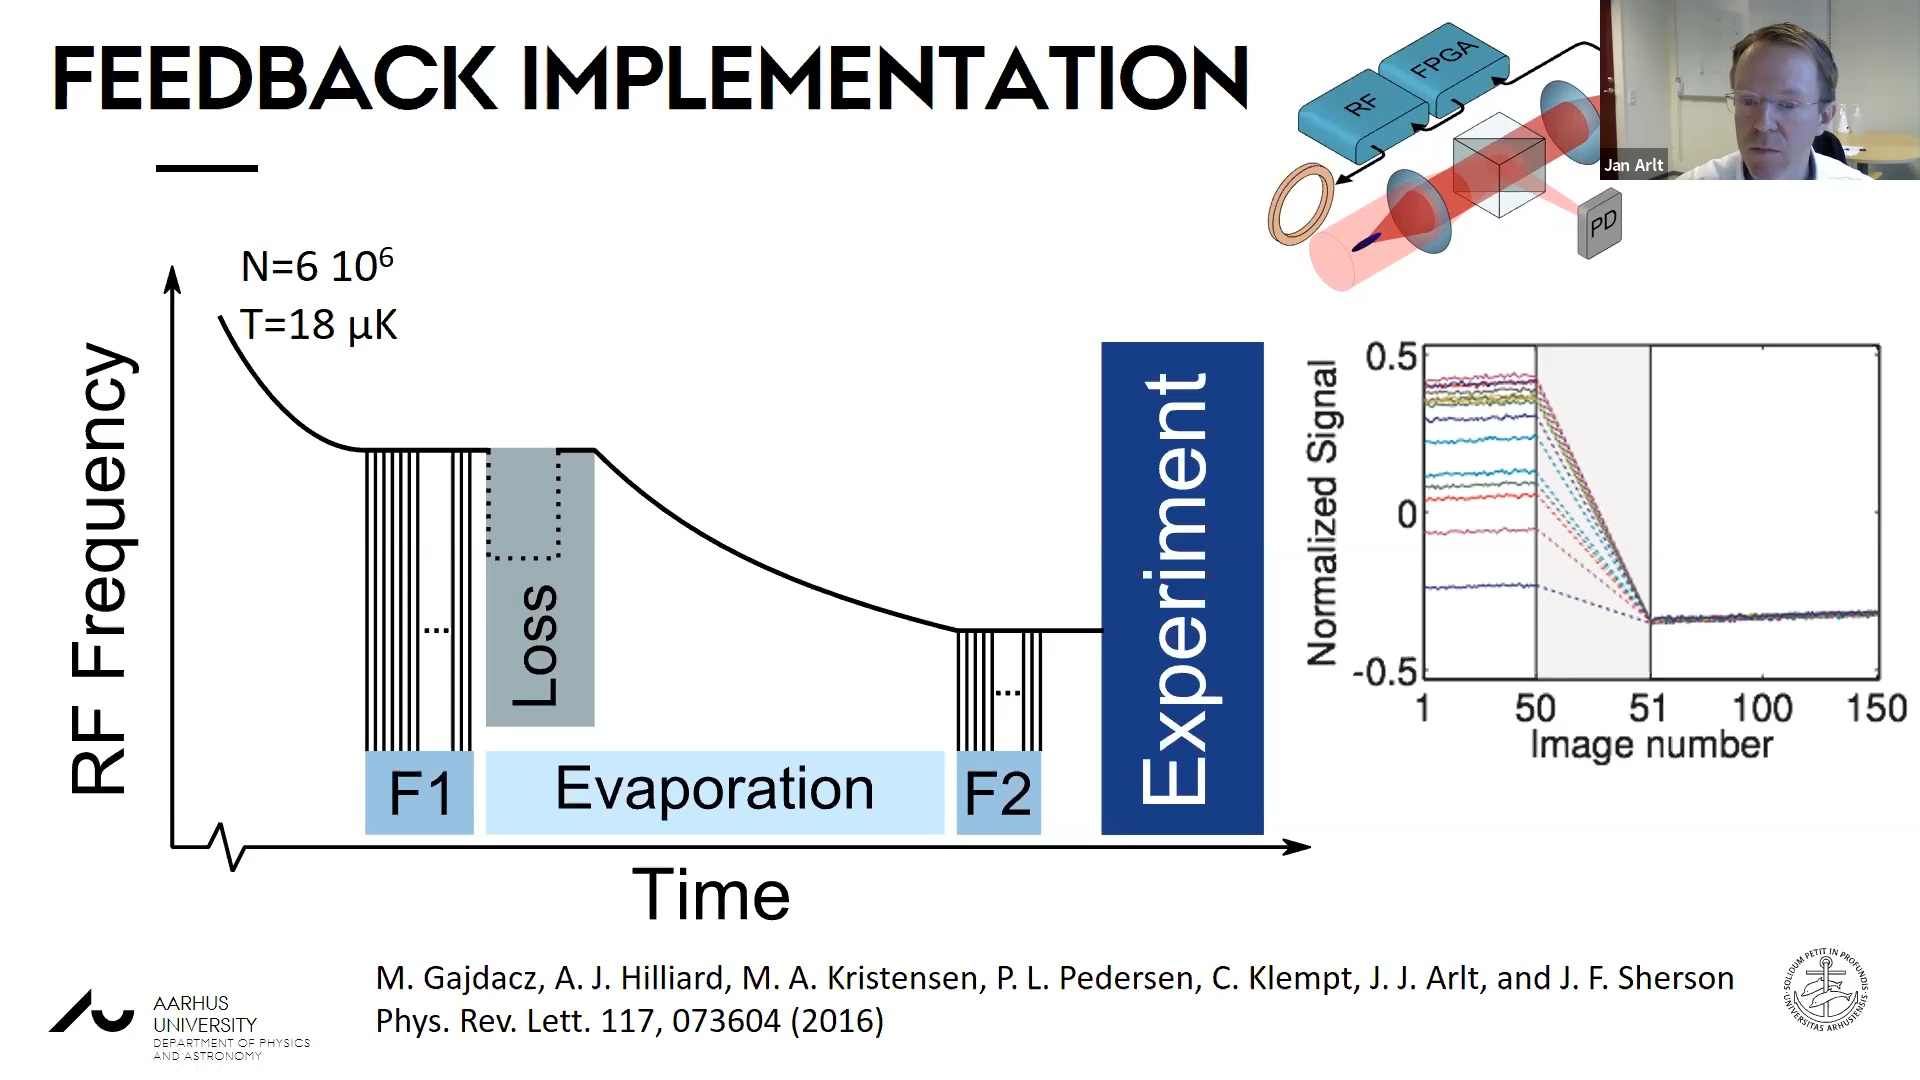 FEEDBACK IMPLEMENTATION
RF
FPGA
PD
Jan Arlt
N=6 10⁶
T=18 µK
RF Frequency
...
...
Loss
F1
Evaporation
F2
Experiment
Time
Normalized Signal
0.5
0
-0.5
1 50 51 100 150
Image number
M. Gajdacz, A. J. Hilliard, M. A. Kristensen, P. L. Pedersen, C. Klempt, J. J. Arlt, and J. F. Sherson
Phys. Rev. Lett. 117, 073604 (2016)
AARHUS
UNIVERSITY
DEPARTMENT OF PHYSICS
AND ASTRONOMY
SOLIDUM PETIT IN PROFUNDIS
UNIVERSITAS ARHUSIENSIS